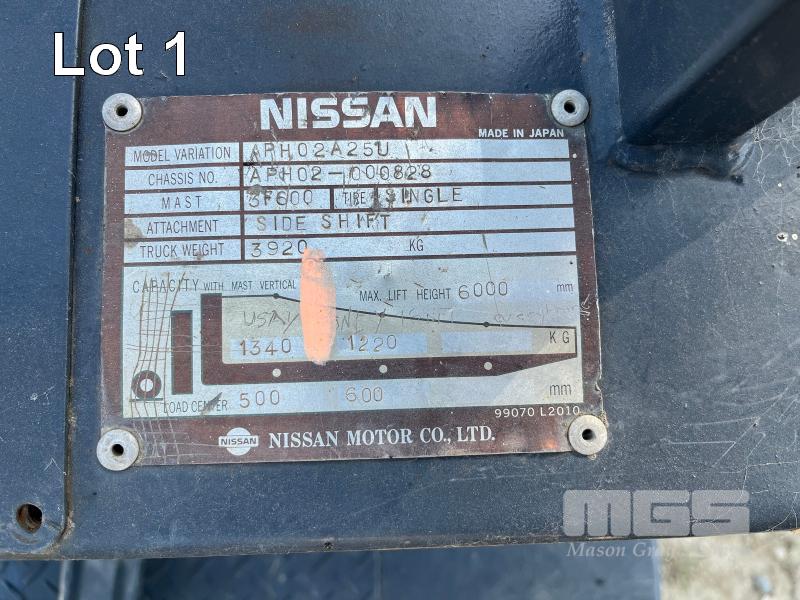 Lot 1
NISSAN
MADE IN JAPAN
MODEL VARIATION APH02A25U
CHASSIS NO. APH02-000828
MAST 3F600 TIRE SINGLE
ATTACHMENT SIDE SHIFT
TRUCK WEIGHT 3920 KG
CAPACITY WITH MAST VERTICAL MAX. LIFT HEIGHT 6000 mm
1340 1220 KG
LOAD CENTER 500 600 mm
99070 L2010
NISSAN NISSAN MOTOR CO., LTD.
MGS
Mason